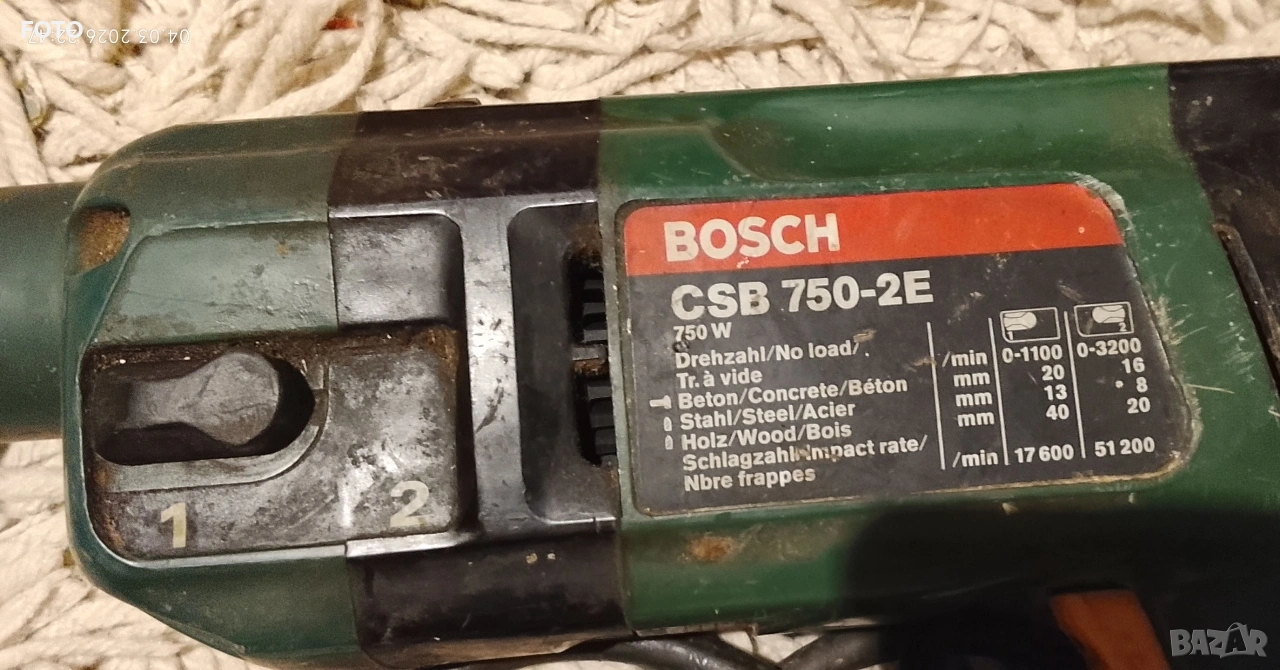 FOTO
04 03 2026 22:17
BOSCH
CSB 750-2E
750 W
1 2
Drehzahl/No load/ /min 0-1100 0-3200
Tr. à vide
Beton/Concrete/Béton mm 20 16
Stahl/Steel/Acier mm 13 8
Holz/Wood/Bois mm 40 20
Schlagzahl/Impact rate/ /min 17 600 51 200
Nbre frappes
1 2
BAZAR